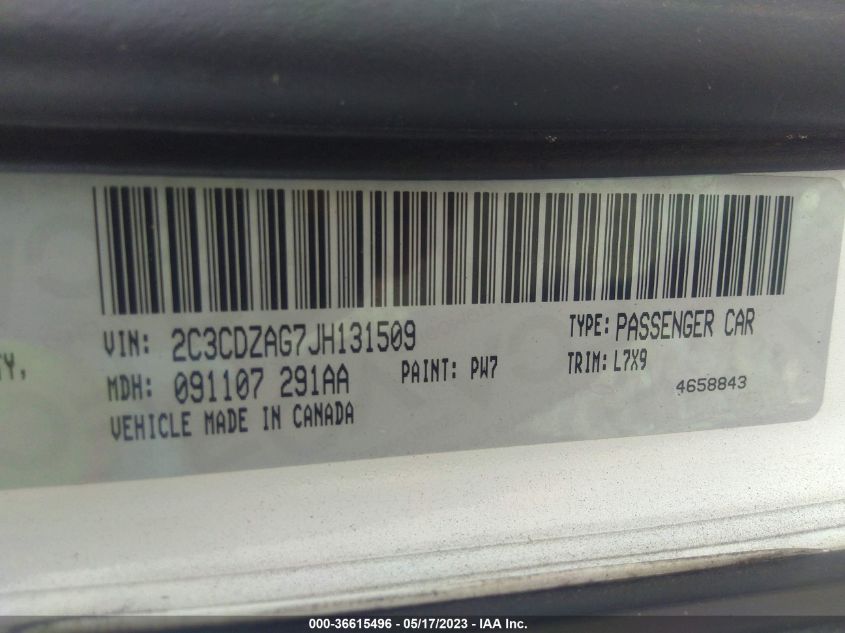 TY,
VIN: 2C3CDZAG7JH131509 TYPE: PASSENGER CAR
MDH: 091107 291AA PAINT: PW7 TRIM: L7X9
4658843
VEHICLE MADE IN CANADA
000-36615496 - 05/17/2023 - IAA Inc.